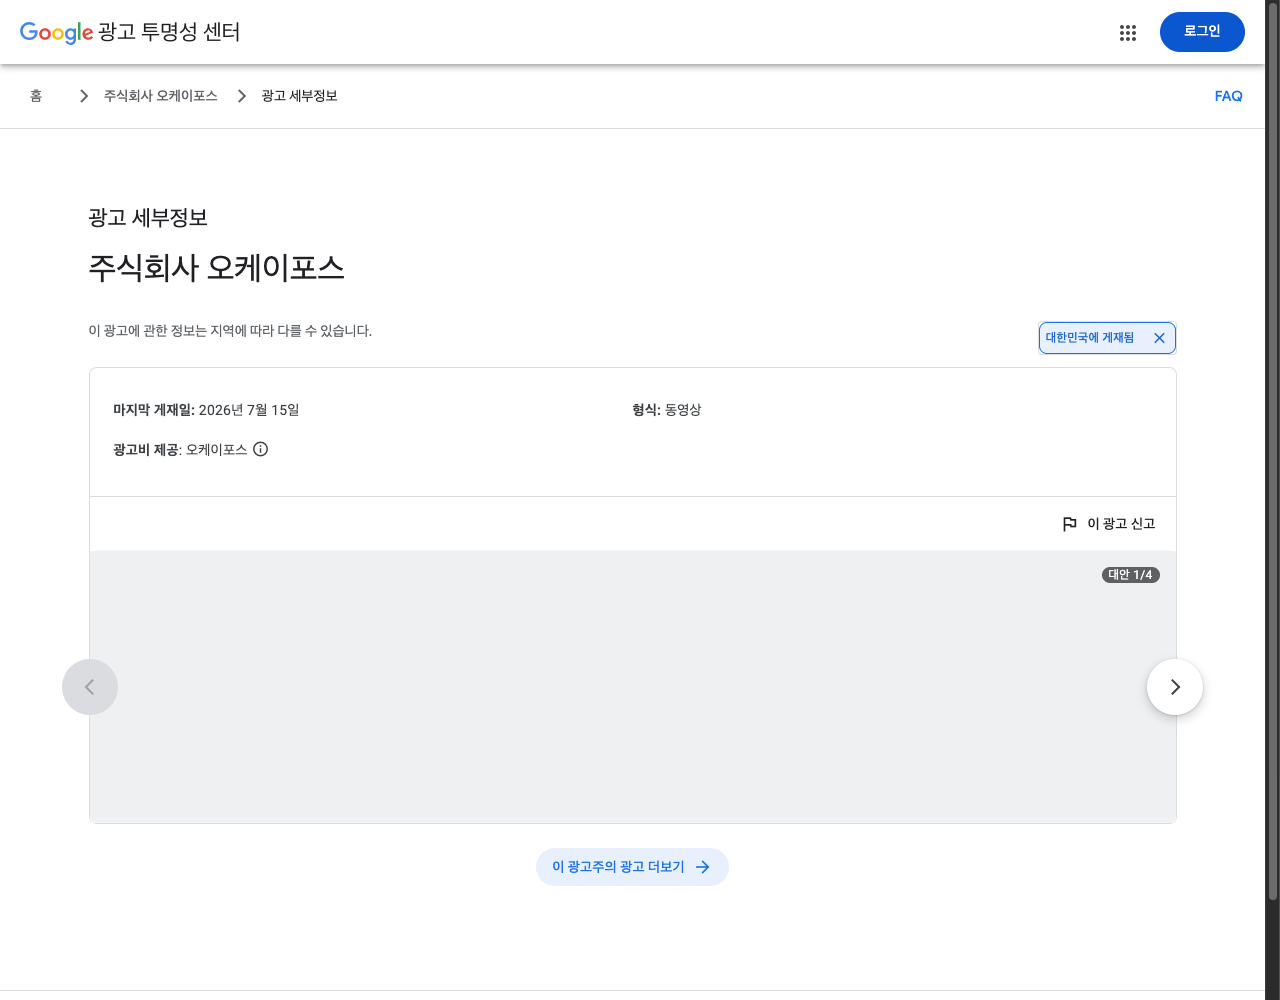 Google 광고 투명성 센터
로그인
홈
주식회사 오케이포스
광고 세부정보
FAQ
광고 세부정보
주식회사 오케이포스
이 광고에 관한 정보는 지역에 따라 다를 수 있습니다.
대한민국에 게재됨
마지막 게재일: 2026년 7월 15일
형식: 동영상
광고비 제공: 오케이포스
이 광고 신고
대안 1/4
이 광고주의 광고 더보기